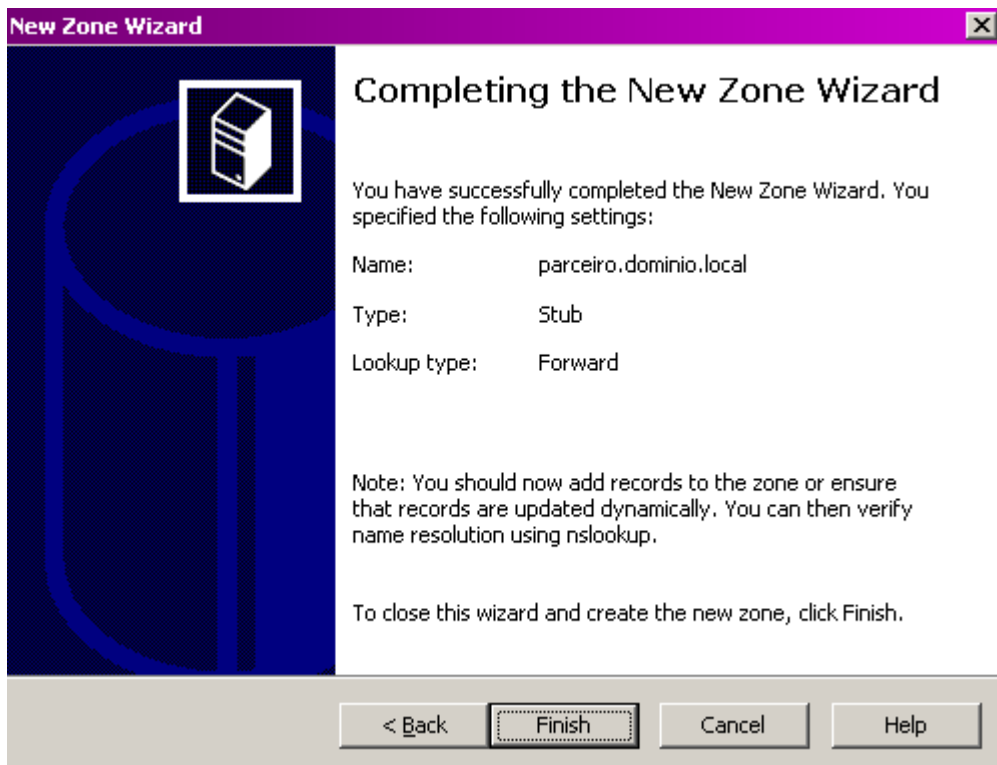 New Zone Wizard
Completing the New Zone Wizard
You have successfully completed the New Zone Wizard. You
specified the following settings:
Name: parceiro.dominio.local
Type: Stub
Lookup type: Forward
Note: You should now add records to the zone or ensure
that records are updated dynamically. You can then verify
name resolution using nslookup.
To close this wizard and create the new zone, click Finish.
< Back Finish Cancel Help